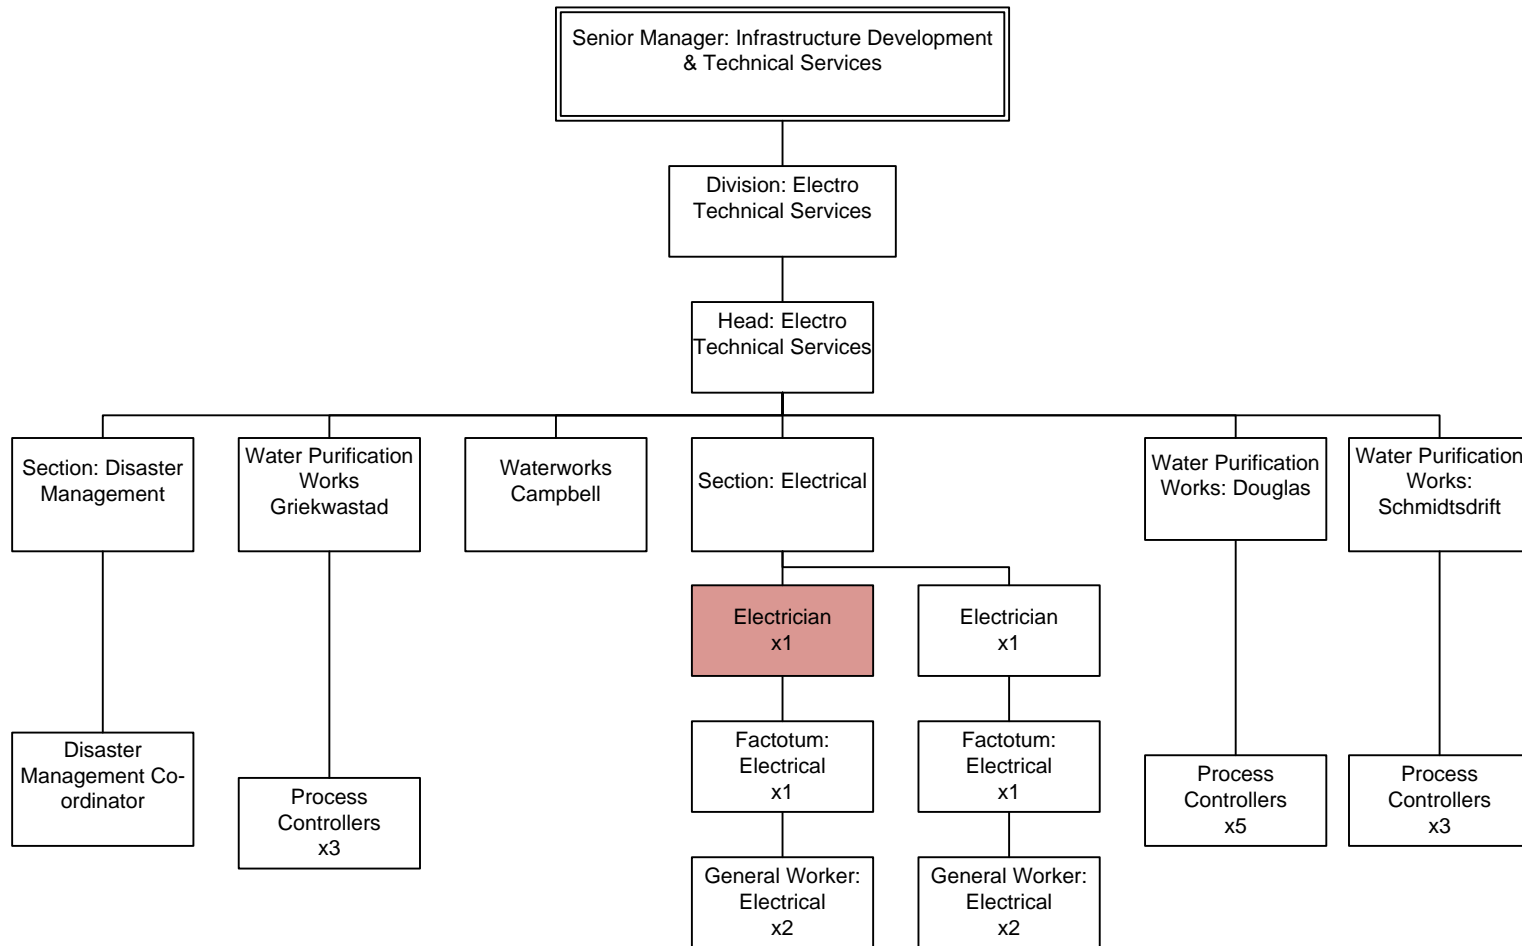 Senior Manager: Infrastructure Development
& Technical Services
Division: Electro
Technical Services
Head: Electro
Technical Services
Section: Disaster
Management
Water Purification
Works
Griekwastad
Waterworks
Campbell
Section: Electrical
Water Purification
Works: Douglas
Water Purification
Works:
Schmidtsdrift
Electrician
x1
Electrician
x1
Disaster
Management Co-
ordinator
Process
Controllers
x3
Factotum:
Electrical
x1
Factotum:
Electrical
x1
Process
Controllers
x5
Process
Controllers
x3
General Worker:
Electrical
x2
General Worker:
Electrical
x2